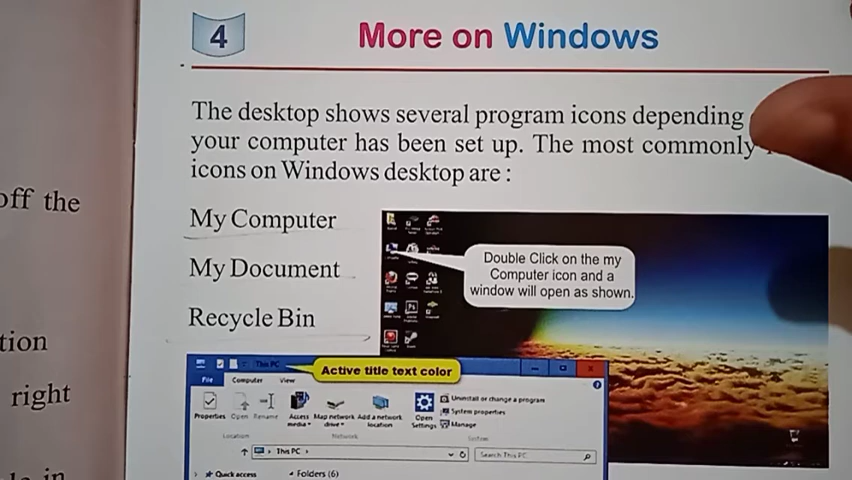 off the
tion
right
le in
4
More on Windows
The desktop shows several program icons depending
your computer has been set up. The most commonly
icons on Windows desktop are :
My Computer
My Document
Recycle Bin
Double Click on the my
Computer icon and a
window will open as shown.
This PC
Active title text color
File Computer View
Properties Open Rename Access media Map network drive Add a network location Open Settings
Uninstall or change a program
System properties
Manage
Location Network System
This PC
Search This PC
Quick access Folders (6)